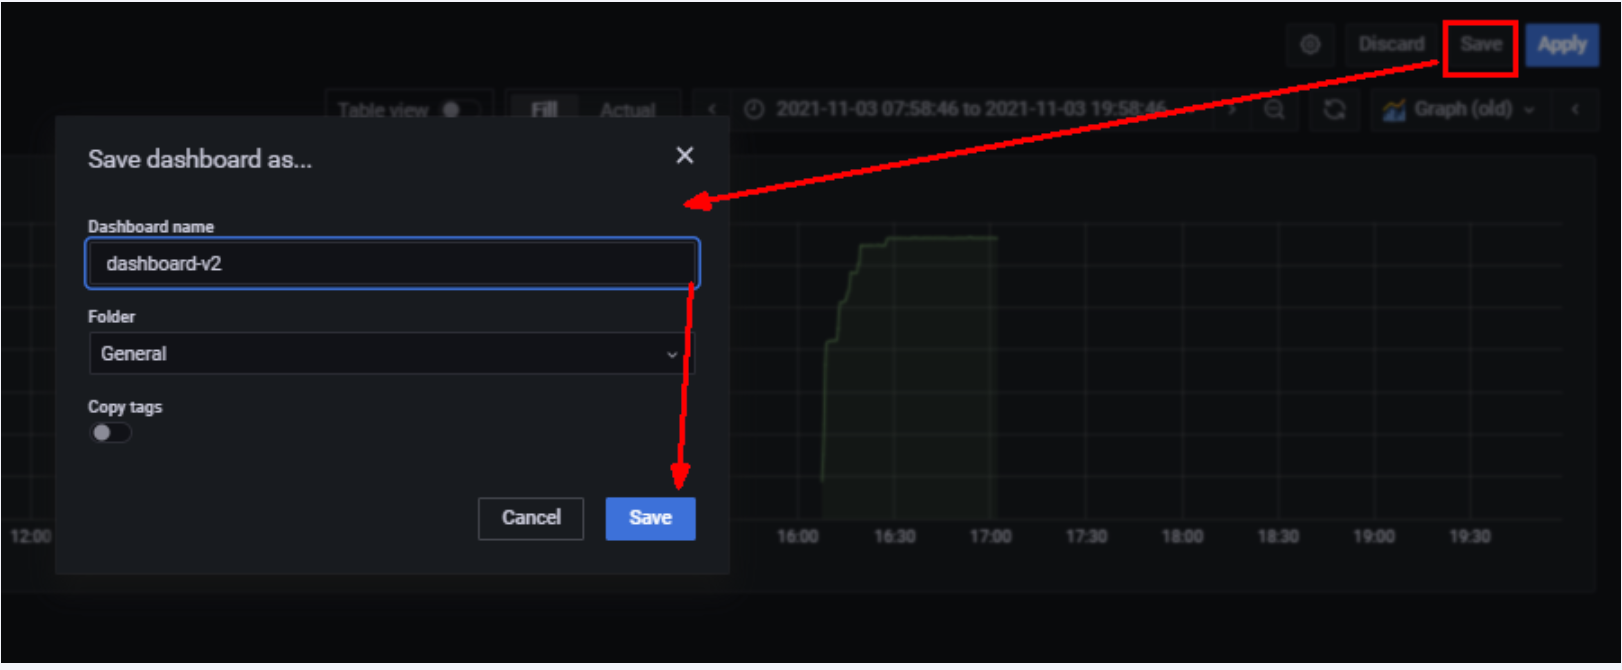 Discard Save Apply
Table view Fill Actual 2021-11-03 07:58:46 to 2021-11-03 19:58:46 Graph (old)
Save dashboard as...
Dashboard name
dashboard-v2
Folder
General
Copy tags
Cancel Save
12:00 16:00 16:30 17:00 17:30 18:00 18:30 19:00 19:30